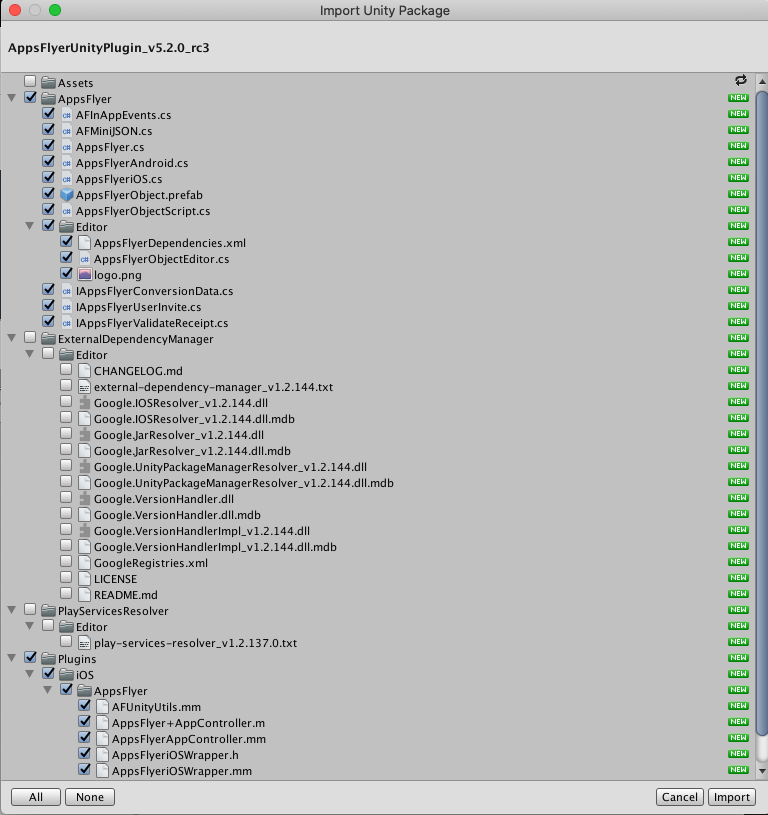 Import Unity Package
AppsFlyerUnityPlugin_v5.2.0_rc3
Assets
AppsFlyer NEW
c# AFInAppEvents.cs NEW
c# AFMiniJSON.cs NEW
c# AppsFlyer.cs NEW
c# AppsFlyerAndroid.cs NEW
c# AppsFlyeriOS.cs NEW
AppsFlyerObject.prefab NEW
c# AppsFlyerObjectScript.cs NEW
Editor NEW
AppsFlyerDependencies.xml NEW
c# AppsFlyerObjectEditor.cs NEW
logo.png NEW
c# IAppsFlyerConversionData.cs NEW
c# IAppsFlyerUserInvite.cs NEW
c# IAppsFlyerValidateReceipt.cs NEW
ExternalDependencyManager NEW
Editor NEW
CHANGELOG.md NEW
external-dependency-manager_v1.2.144.txt NEW
Google.IOSResolver_v1.2.144.dll NEW
Google.IOSResolver_v1.2.144.dll.mdb NEW
Google.JarResolver_v1.2.144.dll NEW
Google.JarResolver_v1.2.144.dll.mdb NEW
Google.UnityPackageManagerResolver_v1.2.144.dll NEW
Google.UnityPackageManagerResolver_v1.2.144.dll.mdb NEW
Google.VersionHandler.dll NEW
Google.VersionHandler.dll.mdb NEW
Google.VersionHandlerImpl_v1.2.144.dll NEW
Google.VersionHandlerImpl_v1.2.144.dll.mdb NEW
GoogleRegistries.xml NEW
LICENSE NEW
README.md NEW
PlayServicesResolver NEW
Editor NEW
play-services-resolver_v1.2.137.0.txt NEW
Plugins NEW
iOS NEW
AppsFlyer NEW
AFUnityUtils.mm NEW
AppsFlyer+AppController.m NEW
AppsFlyerAppController.mm NEW
AppsFlyeriOSWrapper.h NEW
AppsFlyeriOSWrapper.mm NEW
All None Cancel Import